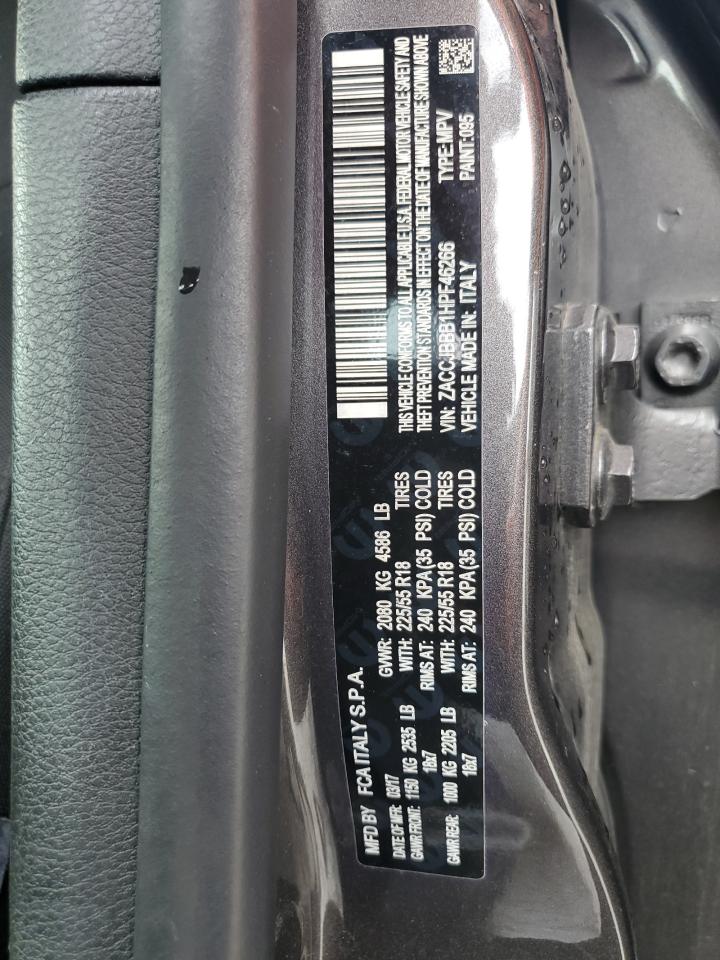 MFD BY FCA ITALY S.P.A.
DATE OF MFR: 03/17 GVWR: 2080 KG 4586 LB
GAWR FRONT: 1150 KG 2535 LB WITH: 225/55 R18 TIRES
18x7 RIMS AT: 240 KPA (35 PSI) COLD
GAWR REAR: 1000 KG 2205 LB WITH: 225/55 R18 TIRES
18x7 RIMS AT: 240 KPA (35 PSI) COLD
THIS VEHICLE CONFORMS TO ALL APPLICABLE U.S.A. FEDERAL MOTOR VEHICLE SAFETY AND
THEFT PREVENTION STANDARDS IN EFFECT ON THE DATE OF MANUFACTURE SHOWN ABOVE
VIN: ZACCJBBB1HPF46266 TYPE:MPV
VEHICLE MADE IN: ITALY PAINT:095